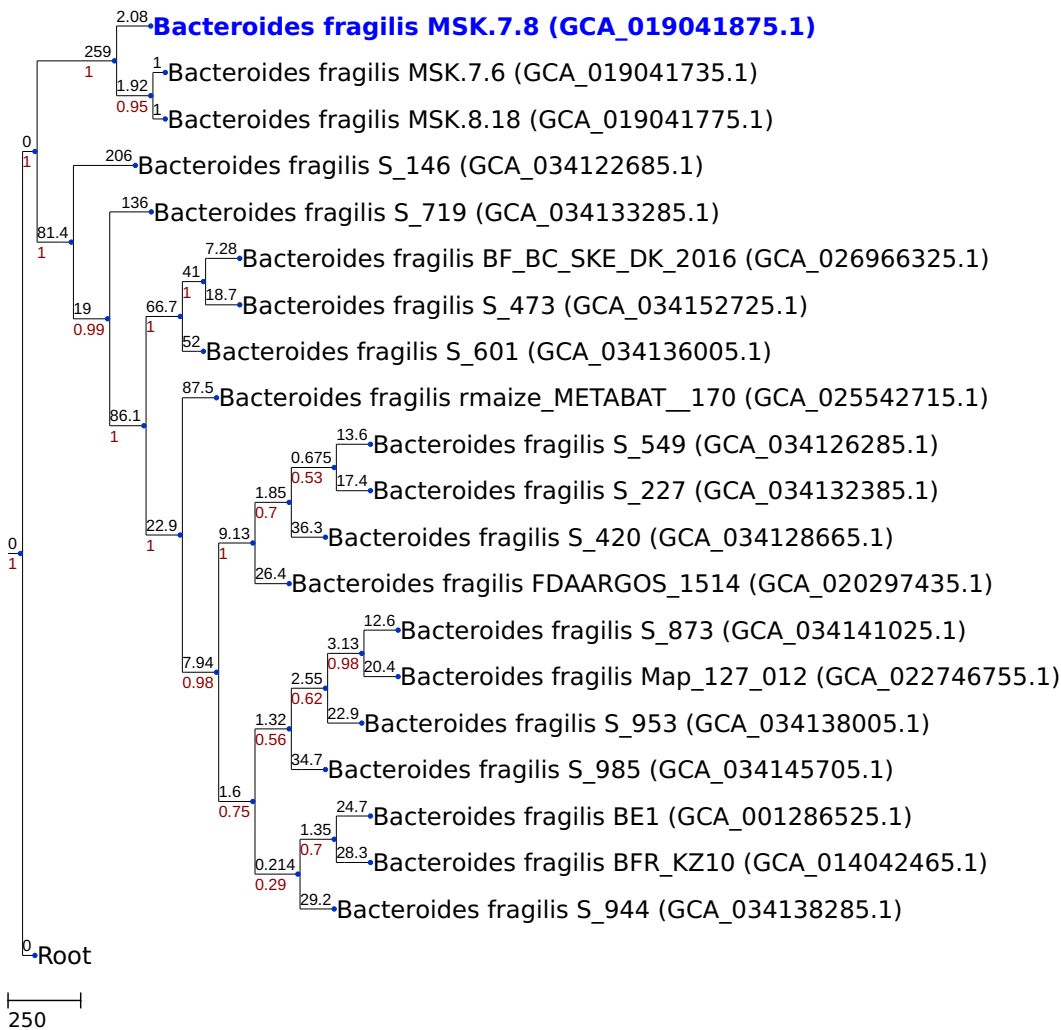 2.08
Bacteroides fragilis MSK.7.8 (GCA_019041875.1)
259
1
1
Bacteroides fragilis MSK.7.6 (GCA_019041735.1)
1.92
0.95
1
Bacteroides fragilis MSK.8.18 (GCA_019041775.1)
0
1
206
Bacteroides fragilis S_146 (GCA_034122685.1)
136
Bacteroides fragilis S_719 (GCA_034133285.1)
81.4
1
7.28
Bacteroides fragilis BF_BC_SKE_DK_2016 (GCA_026966325.1)
41
1
18.7
Bacteroides fragilis S_473 (GCA_034152725.1)
19
0.99
66.7
1
52
Bacteroides fragilis S_601 (GCA_034136005.1)
87.5
Bacteroides fragilis rmaize_METABAT__170 (GCA_025542715.1)
86.1
1
13.6
Bacteroides fragilis S_549 (GCA_034126285.1)
0.675
0.53
17.4
Bacteroides fragilis S_227 (GCA_034132385.1)
1.85
0.7
36.3
Bacteroides fragilis S_420 (GCA_034128665.1)
22.9
1
9.13
1
0
1
26.4
Bacteroides fragilis FDAARGOS_1514 (GCA_020297435.1)
12.6
Bacteroides fragilis S_873 (GCA_034141025.1)
3.13
0.98
7.94
0.98
20.4
Bacteroides fragilis Map_127_012 (GCA_022746755.1)
2.55
0.62
22.9
Bacteroides fragilis S_953 (GCA_034138005.1)
1.32
0.56
34.7
Bacteroides fragilis S_985 (GCA_034145705.1)
1.6
0.75
24.7
Bacteroides fragilis BE1 (GCA_001286525.1)
1.35
0.7
28.3
Bacteroides fragilis BFR_KZ10 (GCA_014042465.1)
0.214
0.29
29.2
Bacteroides fragilis S_944 (GCA_034138285.1)
0
Root
250